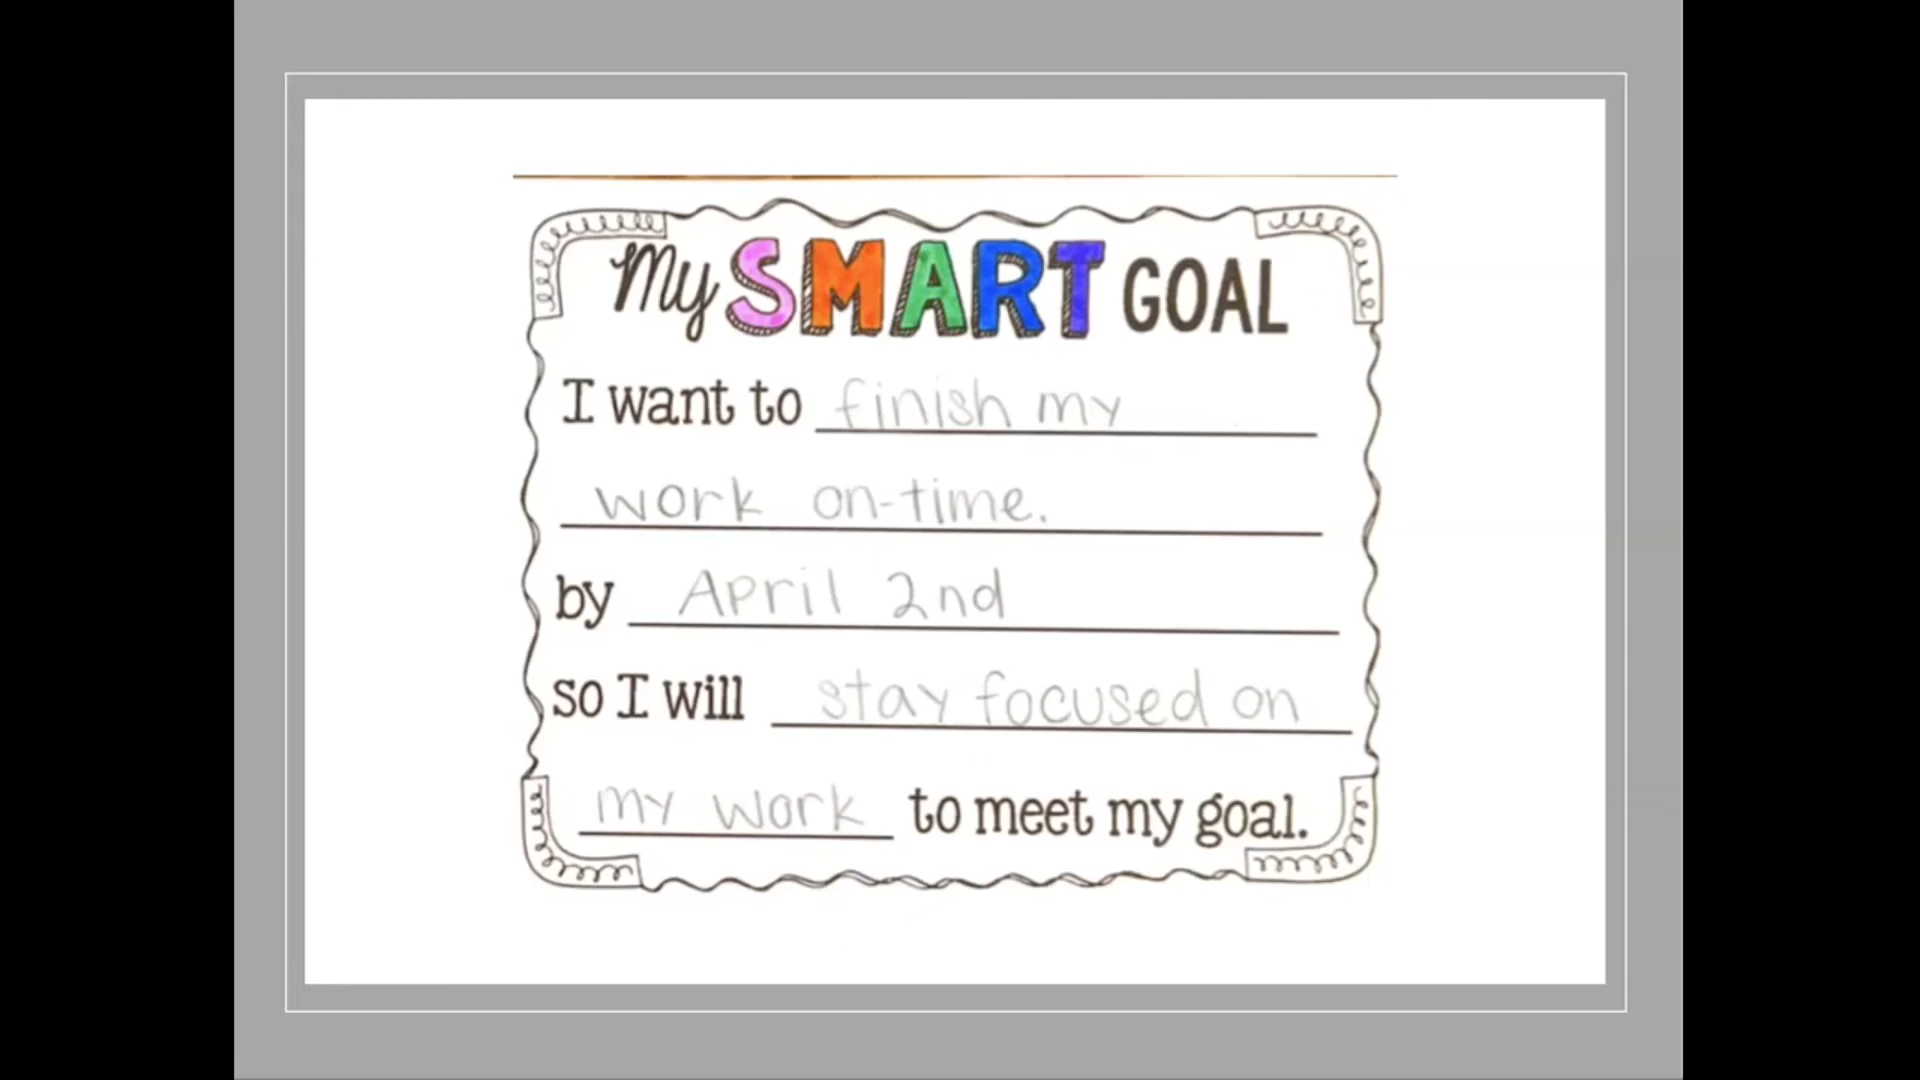 My SMART GOAL
I want to finish my
work on-time.
by April 2nd
so I will stay focused on
my work to meet my goal.